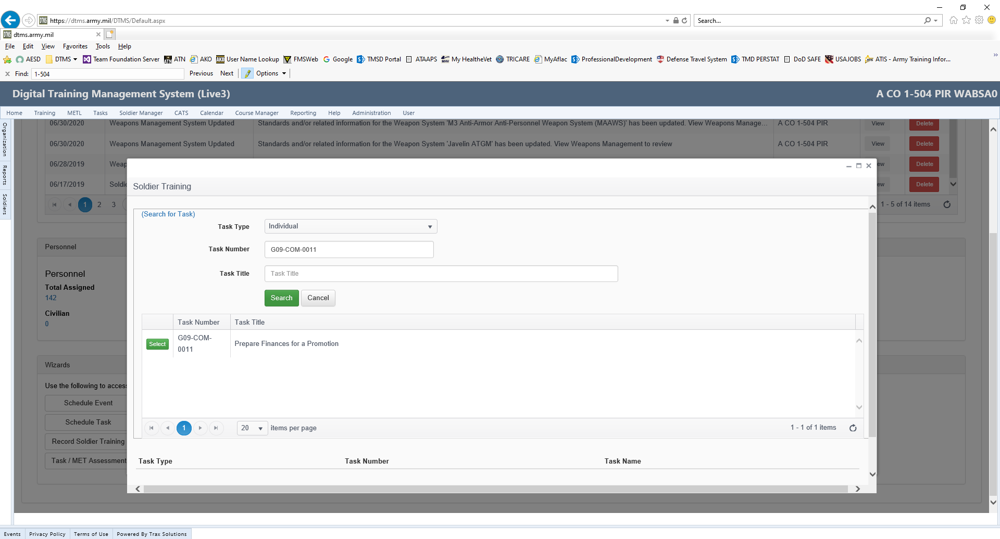 https://dtms.army.mil/DTMS/Default.aspx
Search...
dtms.army.mil
File Edit View Favorites Tools Help
AESD DTMS Team Foundation Server ATN AKO User Name Lookup FMSWeb Google TMSD Portal ATAAPS My HealtheVet TRICARE MyAflac ProfessionalDevelopment Defense Travel System TMD PERSTAT DoD SAFE USAJOBS ATIS - Army Training Infor...
Find: 1-504 Previous Next Options
Digital Training Management System (Live3) A CO 1-504 PIR WABSA0
Home Training METL Tasks Soldier Manager CATS Calendar Course Manager Reporting Help Administration User
Organization
Reports
Soldiers
06/30/2020 Weapons Management System Updated Standards and/or related information for the Weapon System 'M3 Anti-Armor Anti-Personnel Weapon System (MAAWS)' has been updated. View Weapons Manage... A CO 1-504 PIR View Delete
06/30/2020 Weapons Management System Updated Standards and/or related information for the Weapon System 'Javelin ATGM' has been updated. View Weapons Management to review A CO 1-504 PIR View Delete
06/28/2019 Weap ew Delete
06/17/2019 Soldie ew Delete
1 2 3 1 - 5 of 14 items
Personnel
Personnel
Total Assigned
142
Civilian
0
Wizards
Use the following to access
Schedule Event
Schedule Task
Record Soldier Training
Task / MET Assessment
Soldier Training
(Search for Task)
Task Type Individual
Task Number G09-COM-0011
Task Title Task Title
Search Cancel
Task Number Task Title
Select G09-COM-
0011 Prepare Finances for a Promotion
1 20 items per page 1 - 1 of 1 items
Task Type Task Number Task Name
Events Privacy Policy Terms of Use Powered By Trax Solutions